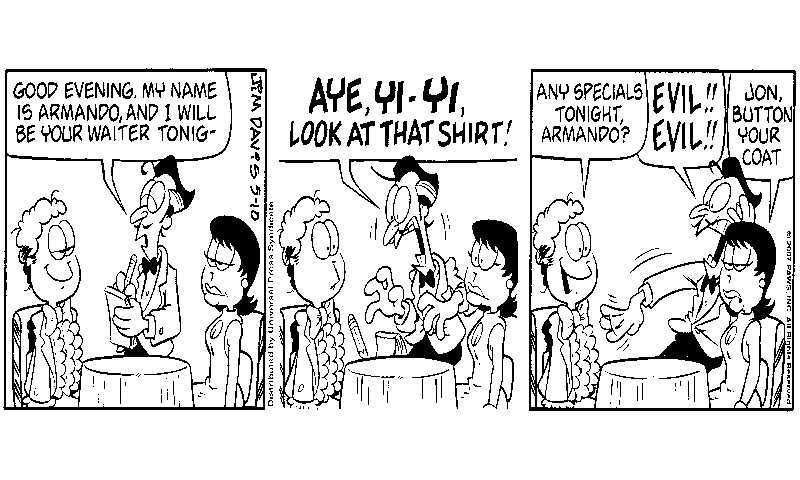 GOOD EVENING. MY NAME
IS ARMANDO, AND I WILL
BE YOUR WAITER TONIG-
JIM DAVIS 5-10
Distributed by Universal Press Syndicate
AYE, YI-YI,
LOOK AT THAT SHIRT!
ANY SPECIALS
TONIGHT,
ARMANDO?
EVIL!!
EVIL!!
JON,
BUTTON
YOUR
COAT
© 2007 PAWS, INC. All Rights Reserved